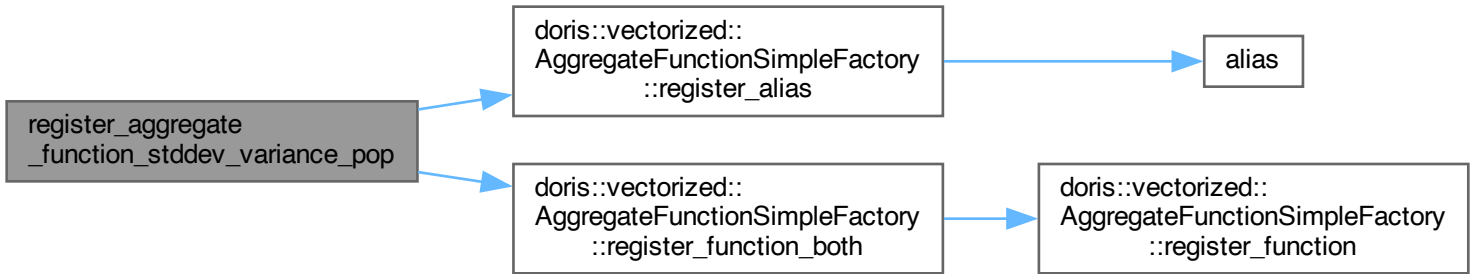 register_aggregate
_function_stddev_variance_pop
doris::vectorized::
AggregateFunctionSimpleFactory
::register_alias
alias
doris::vectorized::
AggregateFunctionSimpleFactory
::register_function_both
doris::vectorized::
AggregateFunctionSimpleFactory
::register_function